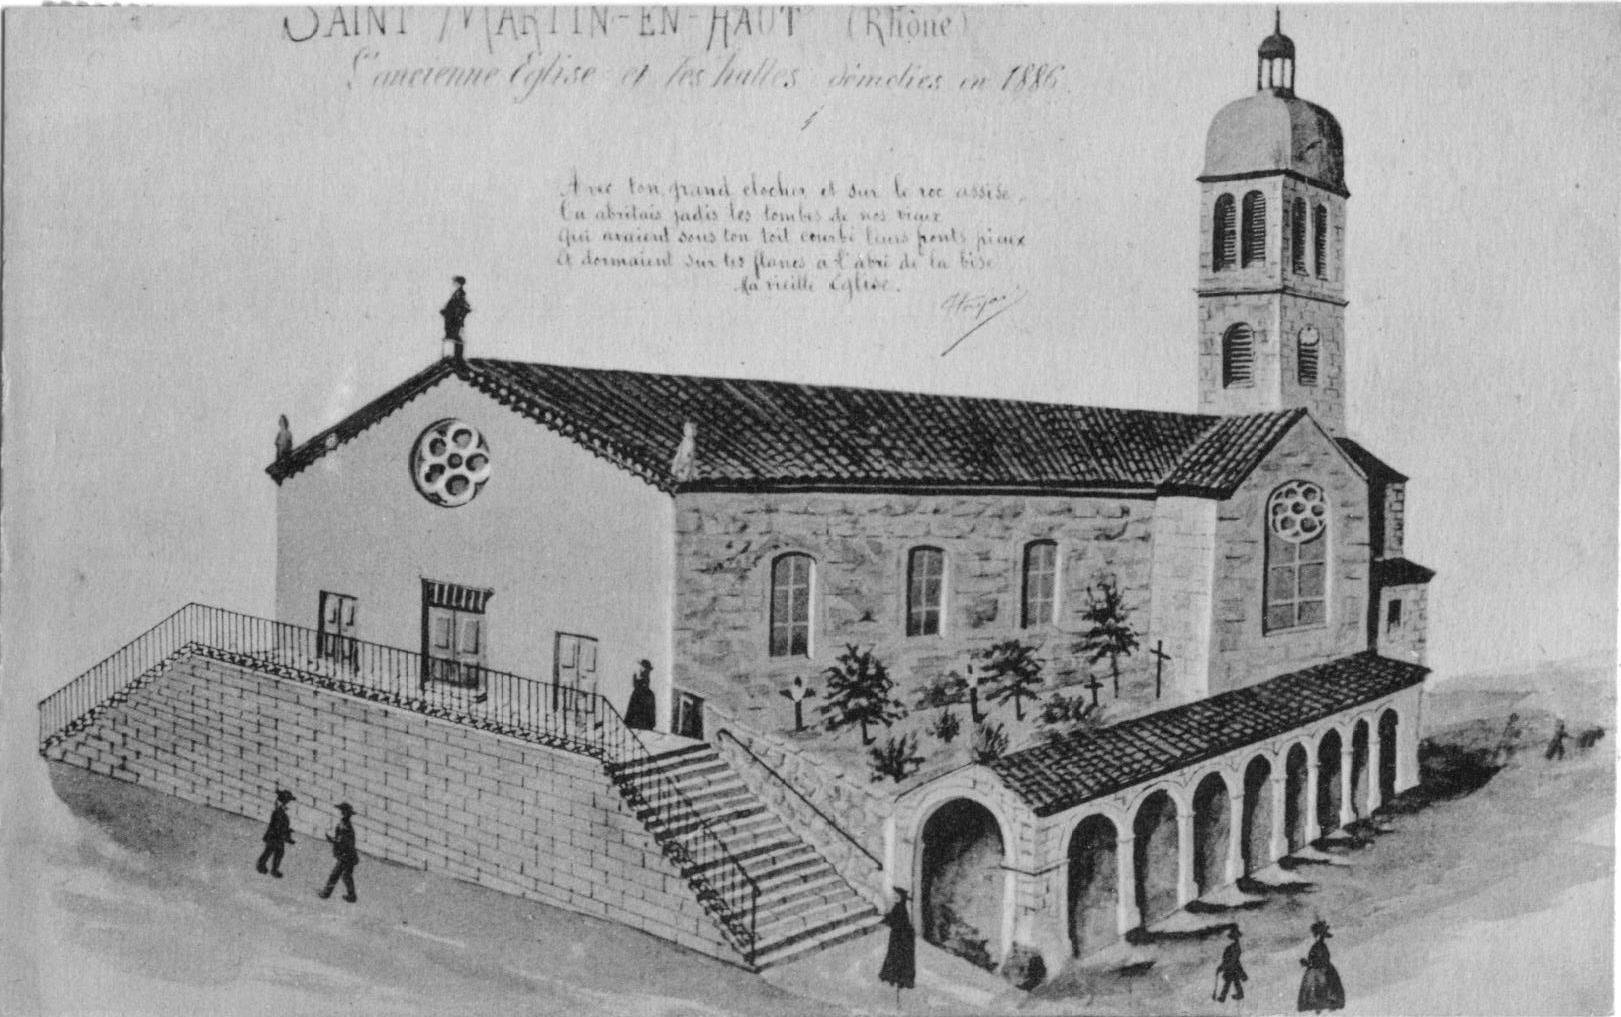 SAINT MARTIN-EN-HAUT (Rhône)
L'ancienne Eglise et les halles démolies en 1886.
Avec ton grand clocher et sur le roc assise,
Tu abritais jadis les tombes de nos vieux
Qui avaient sous ton toit courbé leurs fronts pieux
Et dormaient sur tes flancs à l'abri de la bise
Ma vieille Eglise.